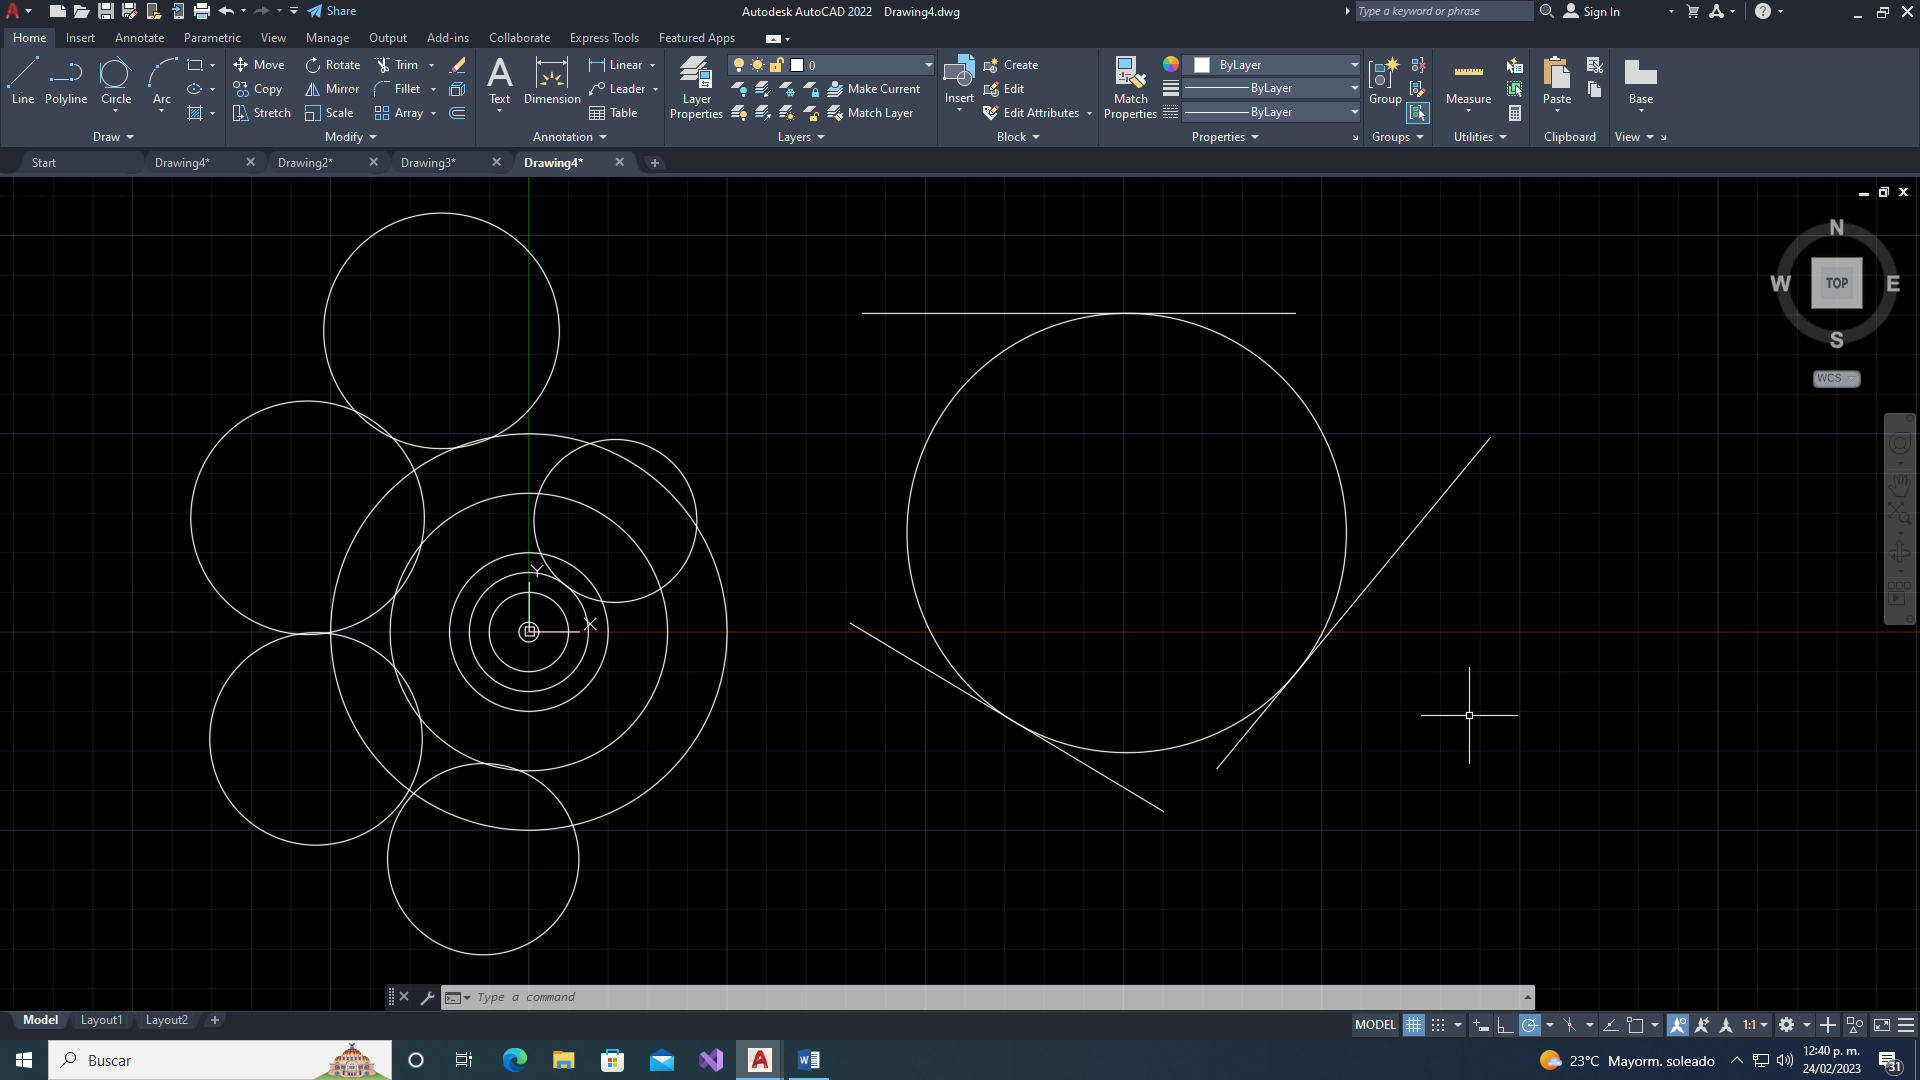 Share
Autodesk AutoCAD 2022 Drawing4.dwg
Type a keyword or phrase
Sign In
Home Insert Annotate Parametric View Manage Output Add-ins Collaborate Express Tools Featured Apps
Line Polyline Circle Arc
Move Rotate Trim
Copy Mirror Fillet
Stretch Scale Array
Text Dimension
Linear
Leader
Table
Layer Properties
0
Make Current
Match Layer
Insert
Create
Edit
Edit Attributes
Match Properties
ByLayer
ByLayer
ByLayer
Group
Measure
Paste
Base
Draw Modify Annotation Layers Block Properties Groups Utilities Clipboard View
Start Drawing4* Drawing2* Drawing3* Drawing4*
N
W TOP E
S
WCS
Y
X
Type a command
Model Layout1 Layout2
MODEL 1:1
Buscar
23°C Mayorm. soleado
12:40 p. m.
24/02/2023
31